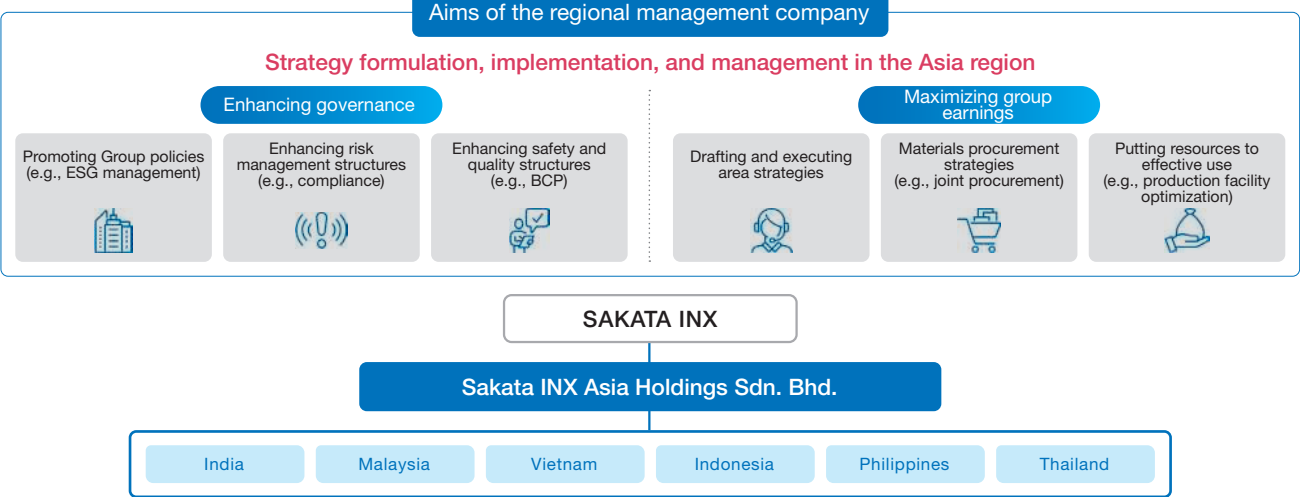 Aims of the regional management company
Strategy formulation, implementation, and management in the Asia region
Enhancing governance
Maximizing group
earnings
Promoting Group policies
(e.g., ESG management)
Enhancing risk
management structures
(e.g., compliance)
Enhancing safety and
quality structures
(e.g., BCP)
Drafting and executing
area strategies
Materials procurement
strategies
(e.g., joint procurement)
Putting resources to
effective use
(e.g., production facility
optimization)
SAKATA INX
Sakata INX Asia Holdings Sdn. Bhd.
India
Malaysia
Vietnam
Indonesia
Philippines
Thailand